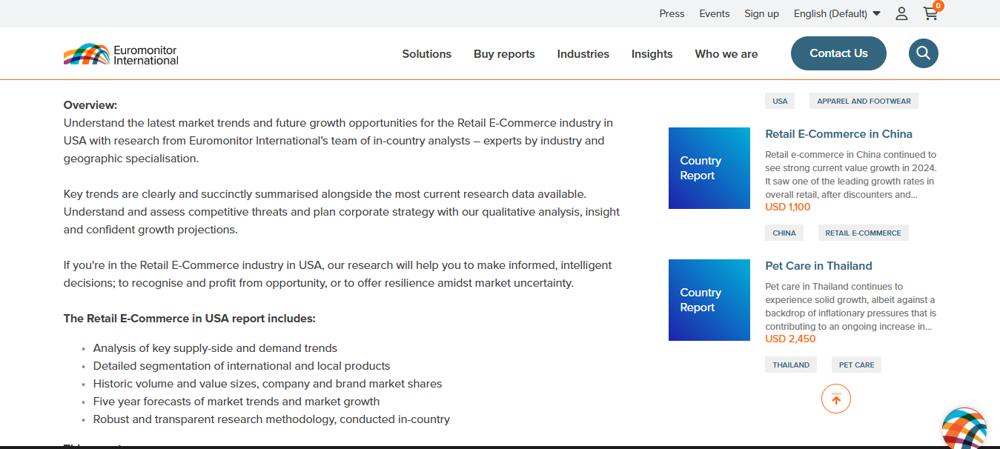 Press Events Sign up English (Default) 0
Euromonitor
International
Solutions Buy reports Industries Insights Who we are Contact Us
Overview:
Understand the latest market trends and future growth opportunities for the Retail E-Commerce industry in
USA with research from Euromonitor International's team of in-country analysts – experts by industry and
geographic specialisation.
Key trends are clearly and succinctly summarised alongside the most current research data available.
Understand and assess competitive threats and plan corporate strategy with our qualitative analysis, insight
and confident growth projections.
If you're in the Retail E-Commerce industry in USA, our research will help you to make informed, intelligent
decisions; to recognise and profit from opportunity, or to offer resilience amidst market uncertainty.
The Retail E-Commerce in USA report includes:
• Analysis of key supply-side and demand trends
• Detailed segmentation of international and local products
• Historic volume and value sizes, company and brand market shares
• Five year forecasts of market trends and market growth
• Robust and transparent research methodology, conducted in-country
USA APPAREL AND FOOTWEAR
Country
Report
Retail E-Commerce in China
Retail e-commerce in China continued to
see strong current value growth in 2024.
It saw one of the leading growth rates in
overall retail, after discounters and...
USD 1,100
CHINA RETAIL E-COMMERCE
Country
Report
Pet Care in Thailand
Pet care in Thailand continues to
experience solid growth, albeit against a
backdrop of inflationary pressures that is
contributing to an ongoing increase in...
USD 2,450
THAILAND PET CARE